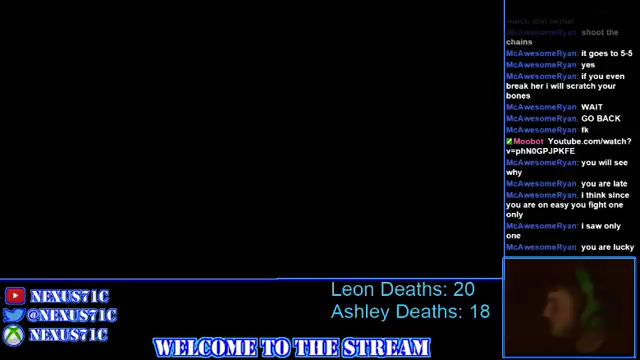 McAwesomeRyan: shoot the
chains
McAwesomeRyan: it goes to 5-5
McAwesomeRyan: yes
McAwesomeRyan: if you even
break her i will scratch your
bones
McAwesomeRyan: WAIT
McAwesomeRyan: GO BACK
McAwesomeRyan: fk
Moobot Youtube.com/watch?
v=phN0GPJPKFE
McAwesomeRyan: you will see
why
McAwesomeRyan: you are late
McAwesomeRyan: i think since
you are on easy you fight one
only
McAwesomeRyan: i saw only
one
McAwesomeRyan: you are lucky
Leon Deaths: 20
Ashley Deaths: 18
NEXUS71C
@NEXUS71C
NEXUS71C
WELCOME TO THE STREAM